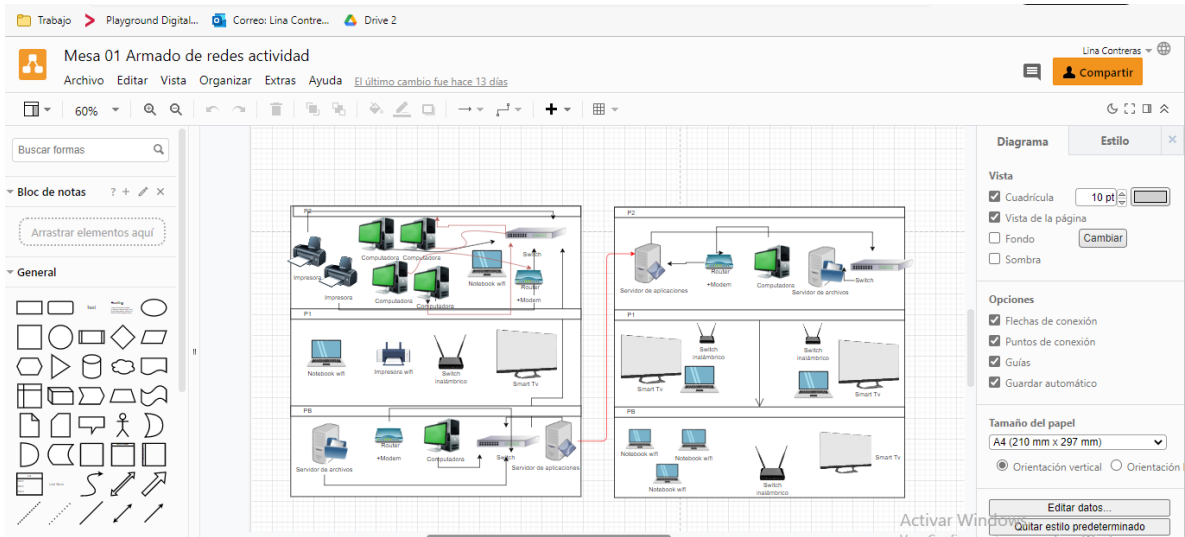 Trabajo Playground Digital... Correo: Lina Contre... Drive 2
Mesa 01 Armado de redes actividad
Lina Contreras
Archivo Editar Vista Organizar Extras Ayuda El último cambio fue hace 13 días
Compartir
60%
Buscar formas
Bloc de notas ? +
Arrastrar elementos aquí
General
Text
Heading
List Item
P2
Impresora
Impresora
Computadora Computadora
Computadora
Computadora
Notebook wifi
Switch
Router
+Modem
P1
Notebook wifi
Impresora wifi
Switch
inalámbrico
Smart Tv
PB
Servidor de archivos
Router
+Modem
Computadora
Switch
Servidor de aplicaciones
P2
Servidor de aplicaciones
Router
+Modem
Computadora
Servidor de archivos
Switch
P1
Smart Tv
Switch
inalámbrico
Switch
inalámbrico
Smart Tv
PB
Notebook wifi
Notebook wifi
Notebook wifi
Switch
inalámbrico
Smart Tv
Diagrama Estilo
Vista
Cuadrícula 10 pt
Vista de la página
Fondo Cambiar
Sombra
Opciones
Flechas de conexión
Puntos de conexión
Guías
Guardar automático
Tamaño del papel
A4 (210 mm x 297 mm)
Orientación vertical Orientación
Editar datos...
Activar Windows
Quitar estilo predeterminado